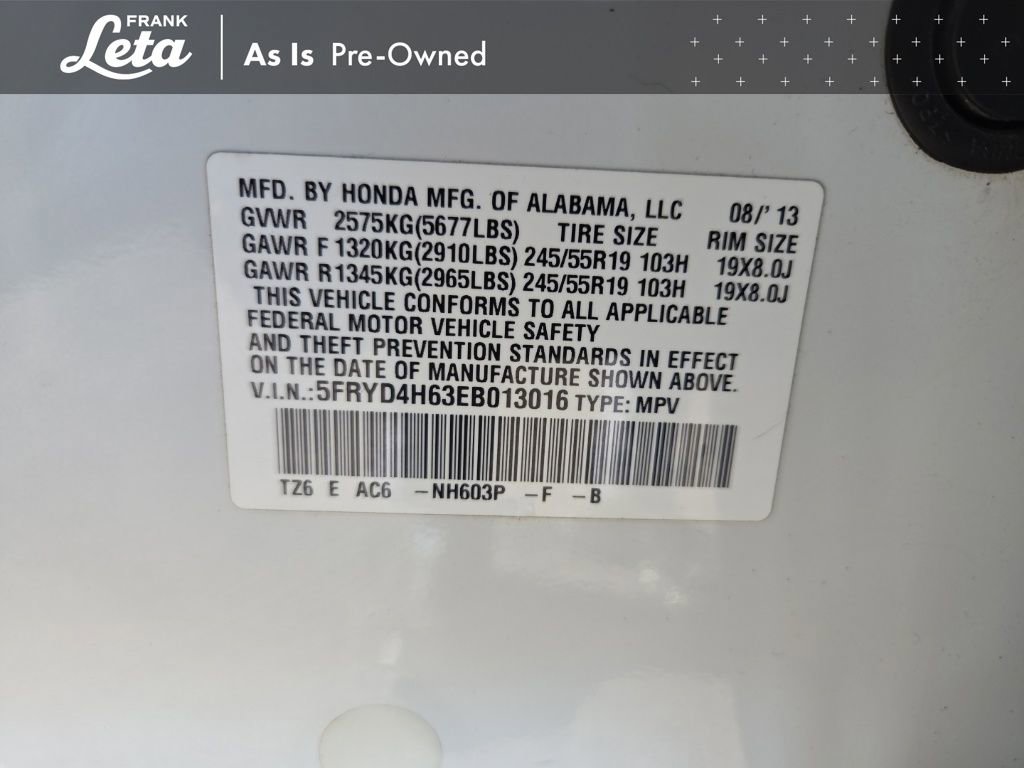 FRANK
Leta
As Is Pre-Owned
MFD. BY HONDA MFG. OF ALABAMA, LLC 08/' 13
GVWR 2575KG(5677LBS) TIRE SIZE RIM SIZE
GAWR F 1320KG(2910LBS) 245/55R19 103H 19X8.0J
GAWR R1345KG(2965LBS) 245/55R19 103H 19X8.0J
THIS VEHICLE CONFORMS TO ALL APPLICABLE
FEDERAL MOTOR VEHICLE SAFETY
AND THEFT PREVENTION STANDARDS IN EFFECT
ON THE DATE OF MANUFACTURE SHOWN ABOVE.
V.I.N.:5FRYD4H63EB013016 TYPE: MPV
TZ6 E AC6 -NH603P -F -B